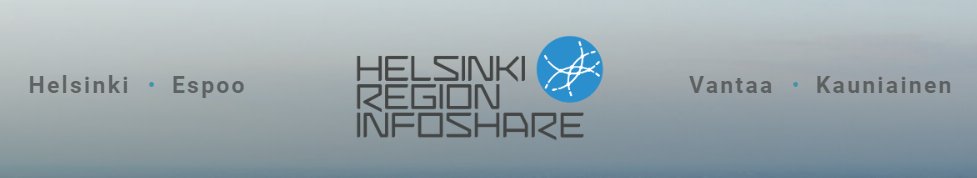 Helsinki • Espoo
HELSINKI
REGION
INFOSHARE
Vantaa • Kauniainen